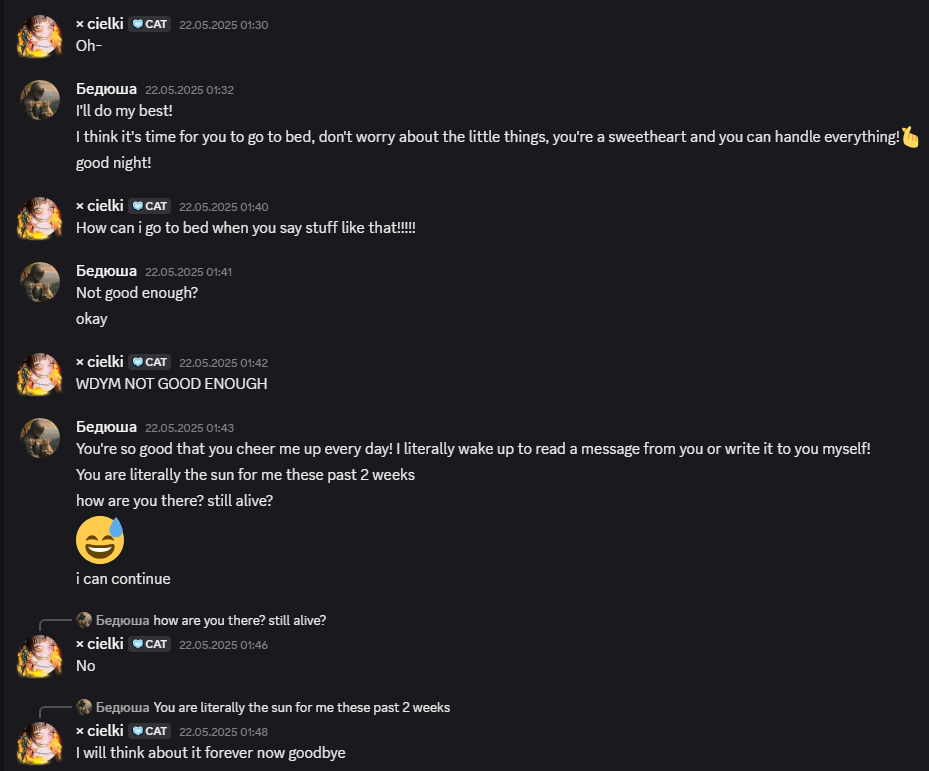 × cielki CAT 22.05.2025 01:30
Oh-
Бедюша 22.05.2025 01:32
I'll do my best!
I think it's time for you to go to bed, don't worry about the little things, you're a sweetheart and you can handle everything!
good night!
× cielki CAT 22.05.2025 01:40
How can i go to bed when you say stuff like that!!!!!
Бедюша 22.05.2025 01:41
Not good enough?
okay
× cielki CAT 22.05.2025 01:42
WDYM NOT GOOD ENOUGH
Бедюша 22.05.2025 01:43
You're so good that you cheer me up every day! I literally wake up to read a message from you or write it to you myself!
You are literally the sun for me these past 2 weeks
how are you there? still alive?
i can continue
Бедюша how are you there? still alive?
× cielki CAT 22.05.2025 01:46
No
Бедюша You are literally the sun for me these past 2 weeks
× cielki CAT 22.05.2025 01:48
I will think about it forever now goodbye